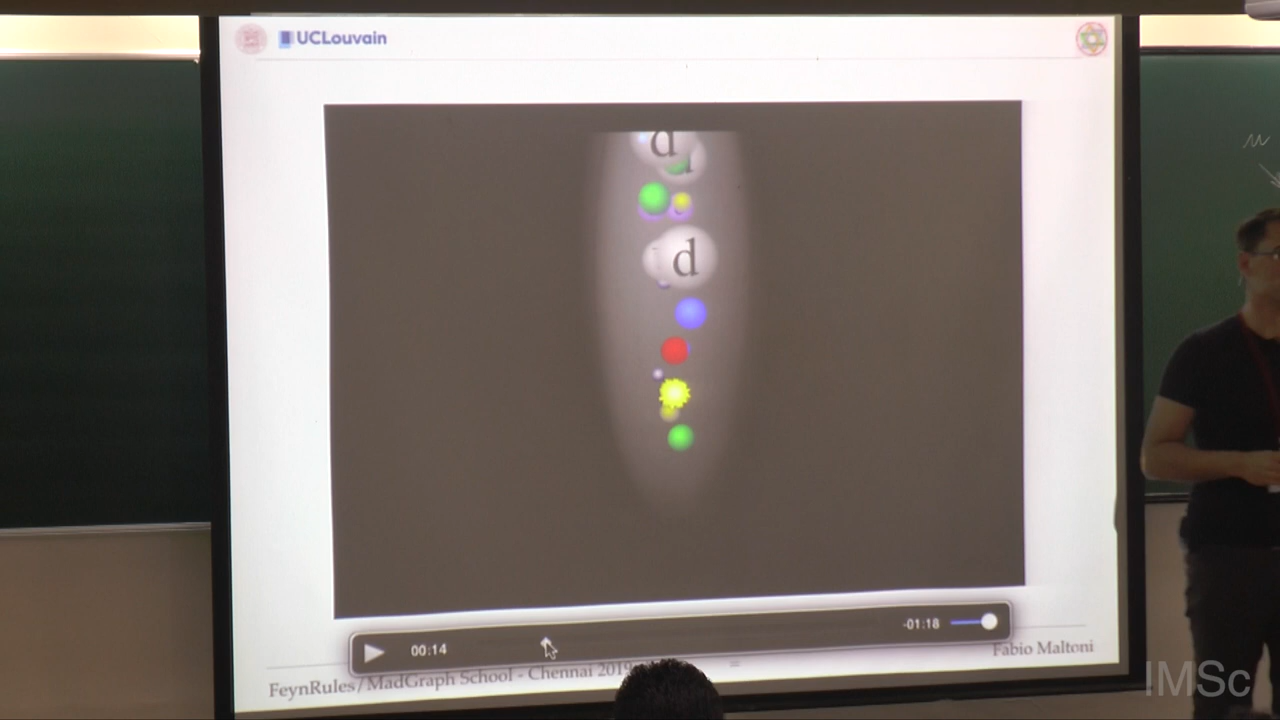 UCLouvain
d
d
00:14
-01:18
Fabio Maltoni
FeynRules/MadGraph School - Chennai 2019
IMSc